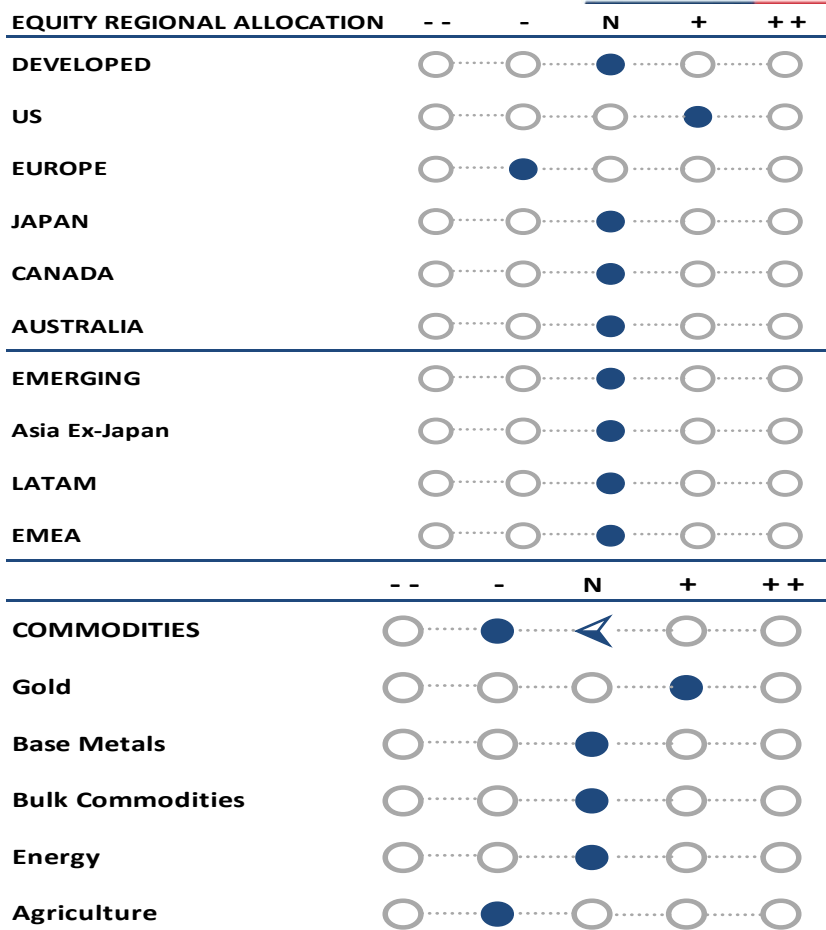 EQUITY REGIONAL ALLOCATION -- - N + ++
DEVELOPED
US
EUROPE
JAPAN
CANADA
AUSTRALIA
EMERGING
Asia Ex-Japan
LATAM
EMEA
-- - N + ++
COMMODITIES
Gold
Base Metals
Bulk Commodities
Energy
Agriculture